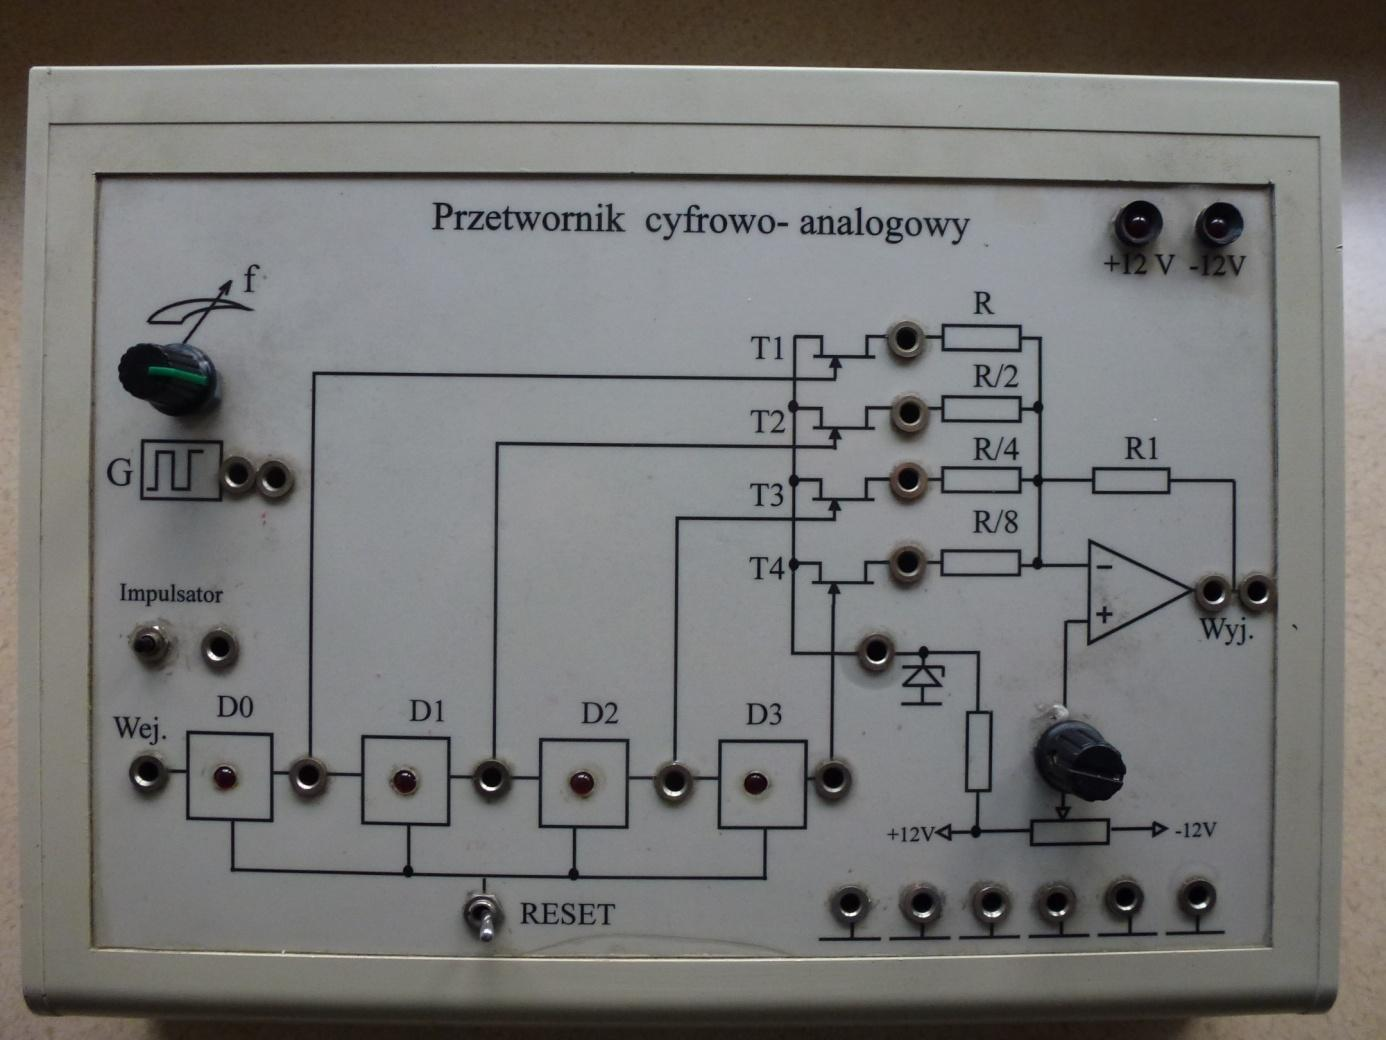 Przetwornik cyfrowo- analogowy
+12 V -12V
f
R
T1
R/2
T2
R/4
R1
G
T3
R/8
T4
−
Impulsator
+
Wyj.
D0 D1 D2 D3
Wej.
+12V -12V
RESET